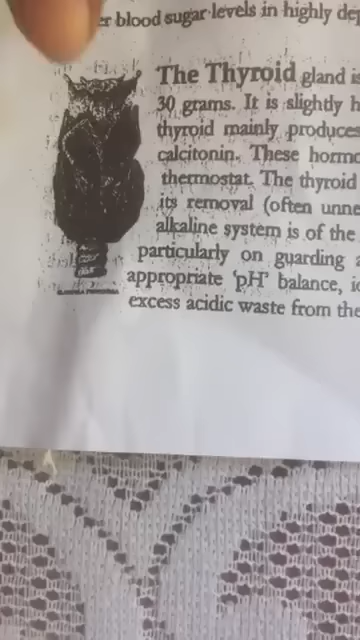 er blood sugar levels in highly dep
The Thyroid gland is
30 grams. It is slightly h
thyroid mainly produces
calcitonin. These hormo
thermostat. The thyroid
its removal (often unne
alkaline system is of the
particularly on guarding a
appropriate 'pH' balance, id
excess acidic waste from the